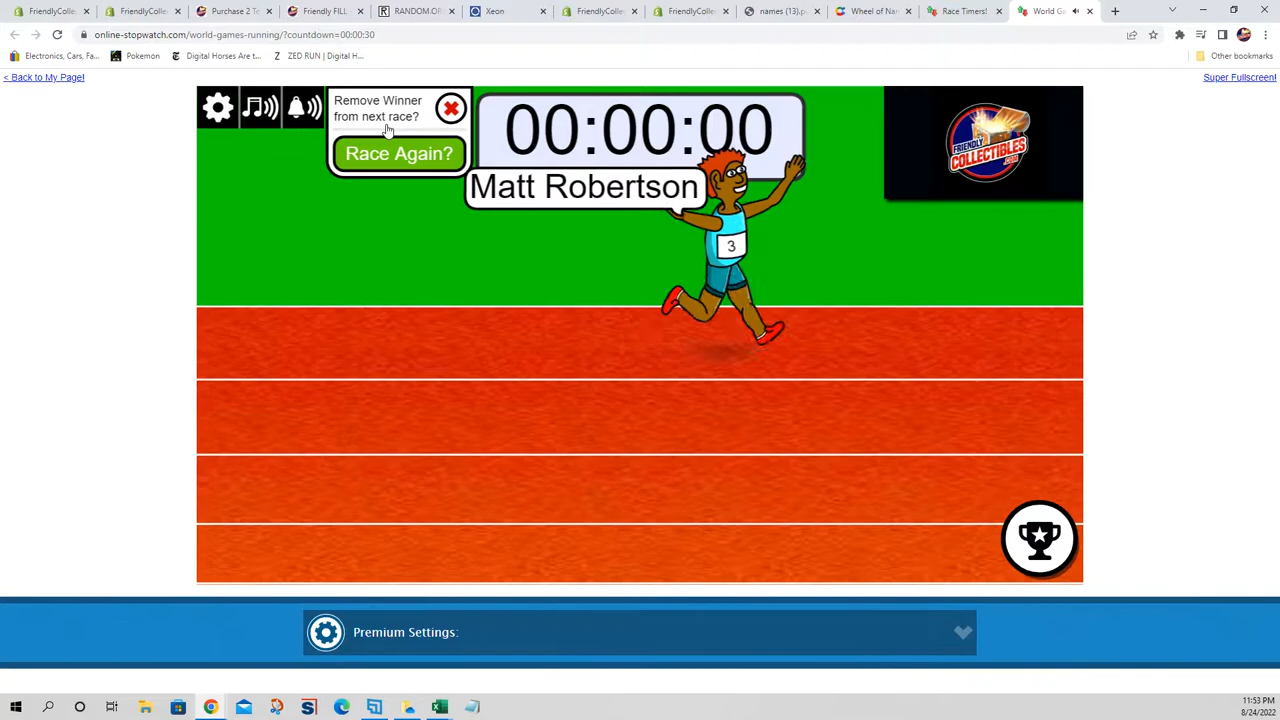 FriendlyColle
FriendlyColle
Purchase 2 Te
Friendly FILL
RANDOM.OF
Xeon
FriendlyColle
FriendlyColle
names (13).p
Wheel of Nam
Race Timers!
World Ga
online-stopwatch.com/world-games-running/?countdown=00:00:30
Electronics, Cars, Fa...
Pokemon
Digital Horses Are t...
ZED RUN | Digital H...
Other bookmarks
< Back to My Page!
Super Fullscreen!
Remove Winner
from next race?
Race Again?
00:00:00
FRIENDLY
COLLECTIBLES
.COM
Matt Robertson
3
Premium Settings:
11:53 PM
8/24/2022